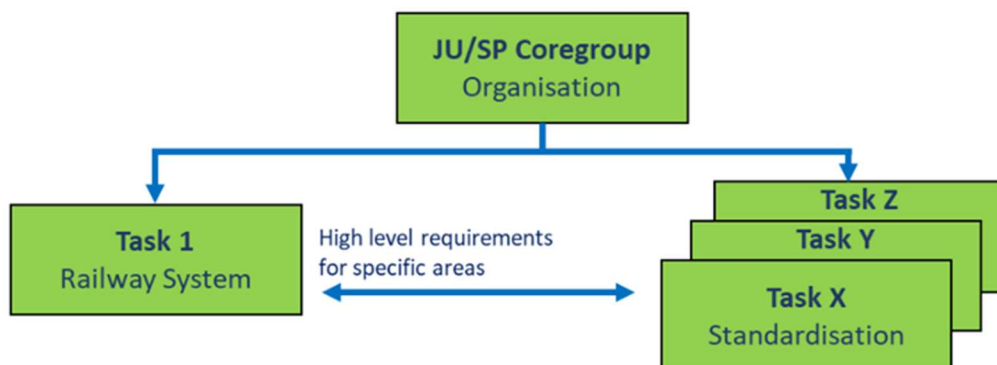 JU/SP Coregroup
Organisation
Task 1
Railway System
High level requirements
for specific areas
Task Z
Task Y
Task X
Standardisation